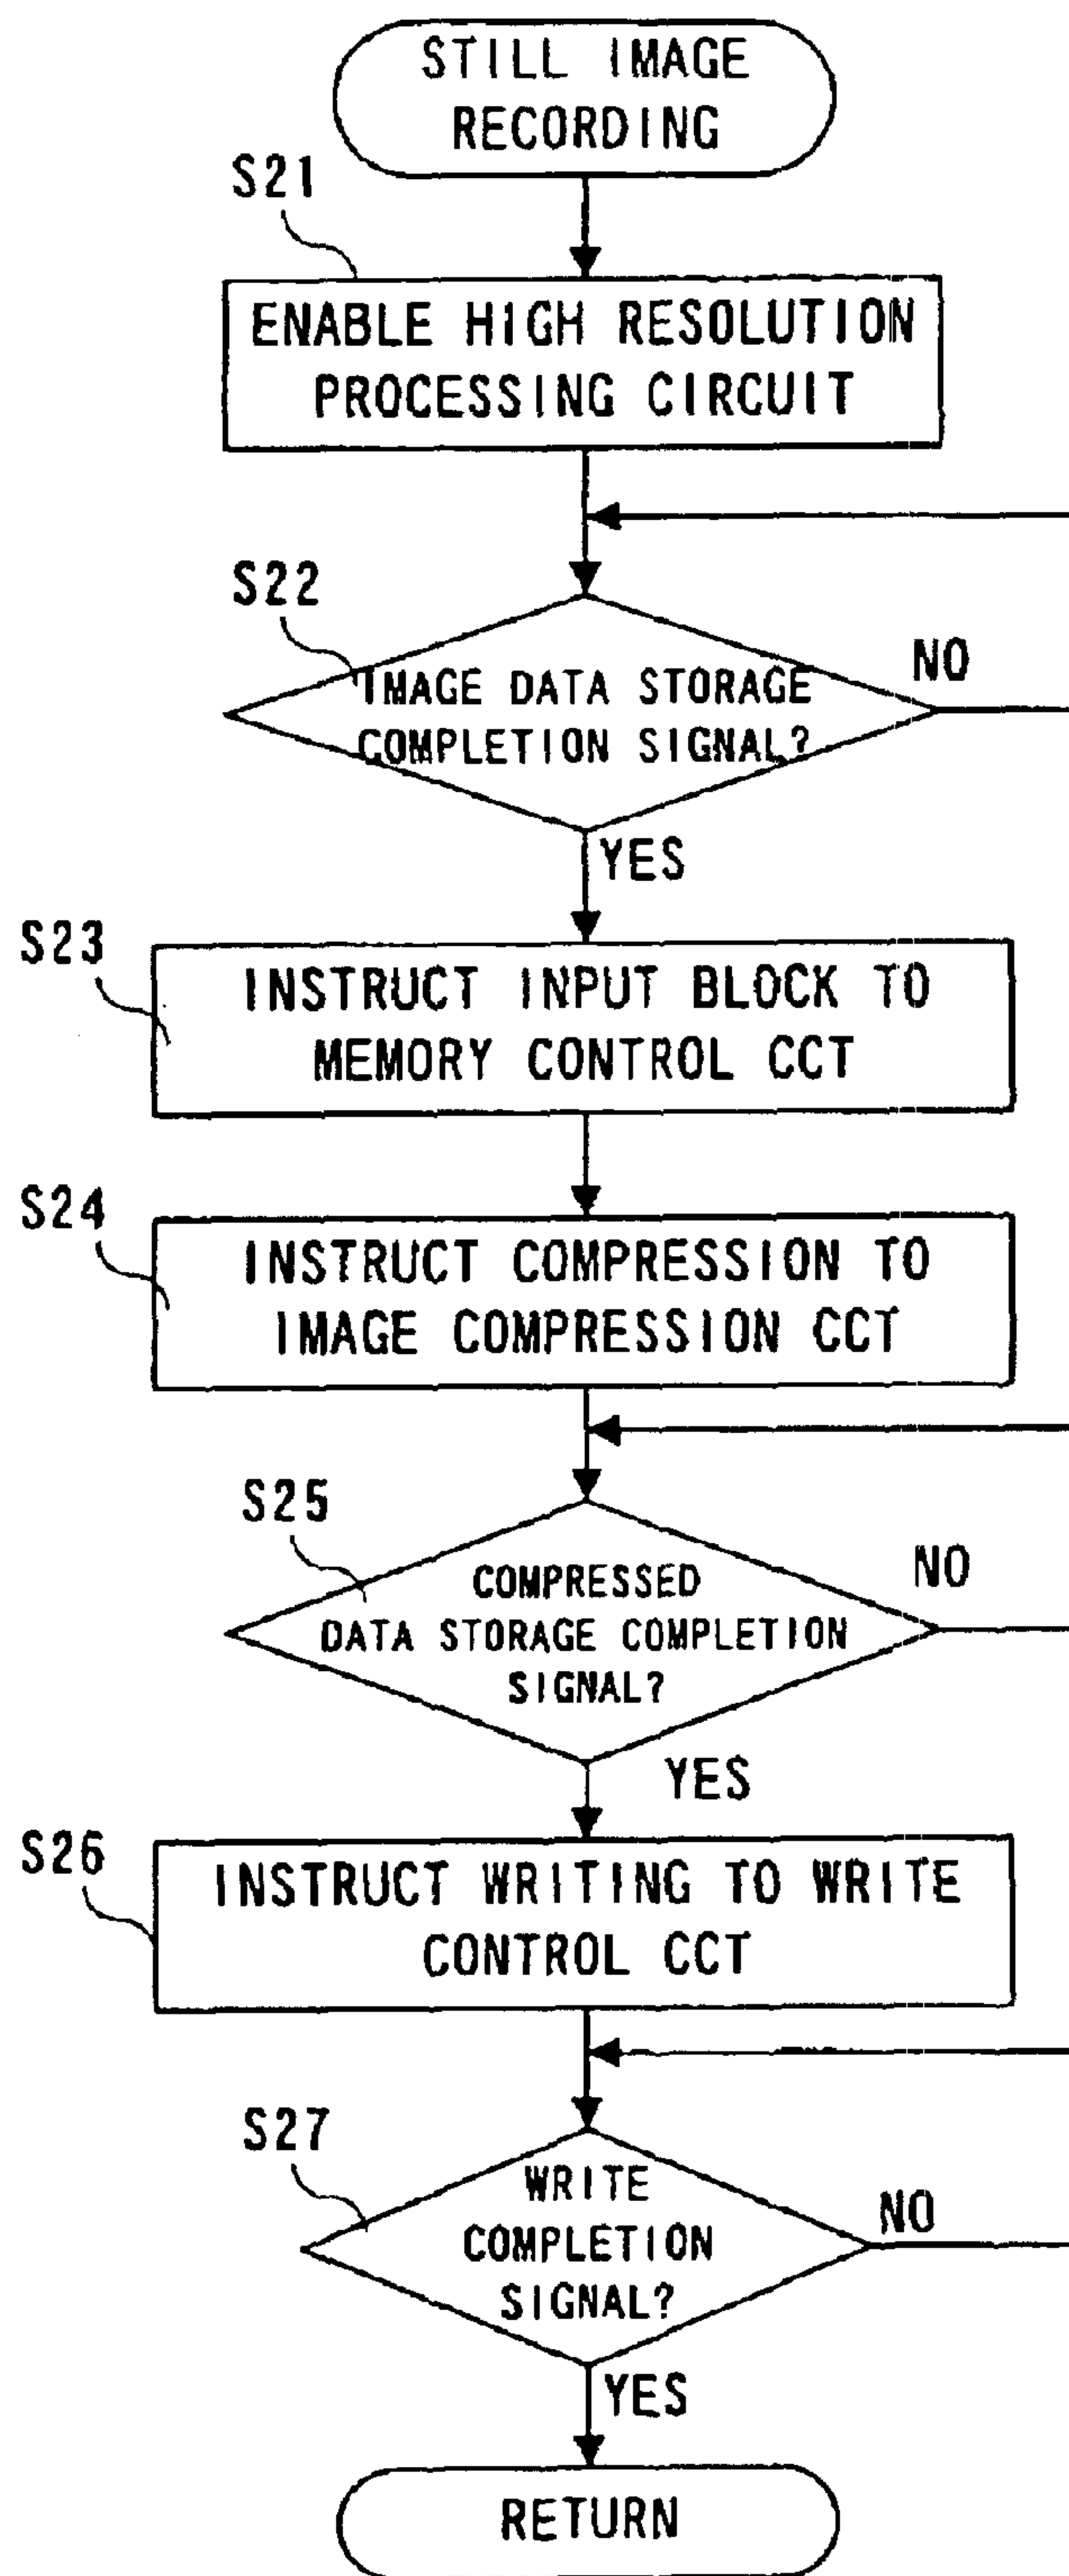 STILL IMAGE
RECORDING
S21
ENABLE HIGH RESOLUTION
PROCESSING CIRCUIT
S22
IMAGE DATA STORAGE
COMPLETION SIGNAL?
NO
YES
S23
INSTRUCT INPUT BLOCK TO
MEMORY CONTROL CCT
S24
INSTRUCT COMPRESSION TO
IMAGE COMPRESSION CCT
S25
COMPRESSED
DATA STORAGE COMPLETION
SIGNAL?
NO
YES
S26
INSTRUCT WRITING TO WRITE
CONTROL CCT
S27
WRITE
COMPLETION
SIGNAL?
NO
YES
RETURN